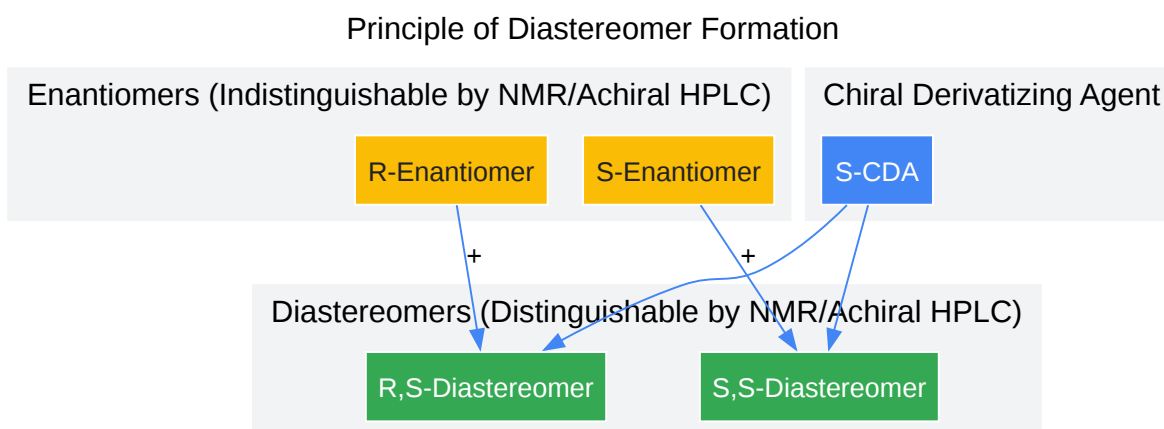 Principle of Diastereomer Formation
Enantiomers (Indistinguishable by NMR/Achiral HPLC)
Chiral Derivatizing Agent
R-Enantiomer
S-Enantiomer
S-CDA
+
+
Diastereomers (Distinguishable by NMR/Achiral HPLC)
R,S-Diastereomer
S,S-Diastereomer